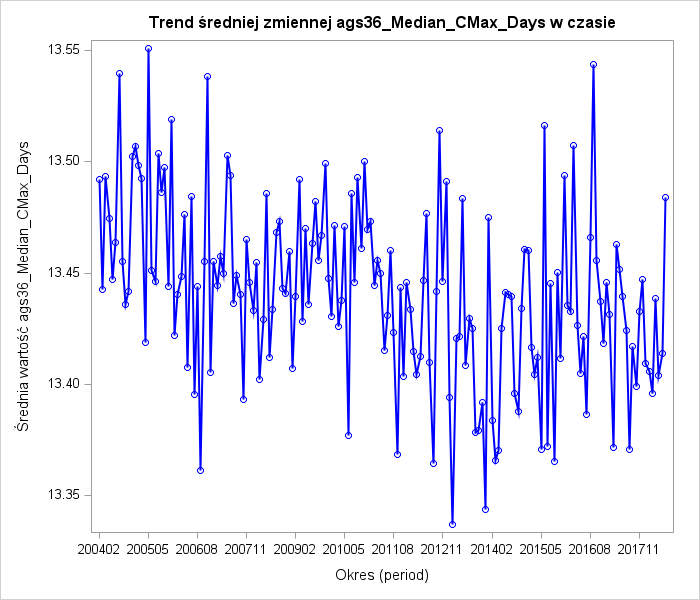 Trend średniej zmiennej ags36_Median_CMax_Days w czasie
13.55
13.50
13.45
13.40
13.35
Średnia wartość ags36_Median_CMax_Days
200402 200505 200608 200711 200902 201005 201108 201211 201402 201505 201608 201711
Okres (period)